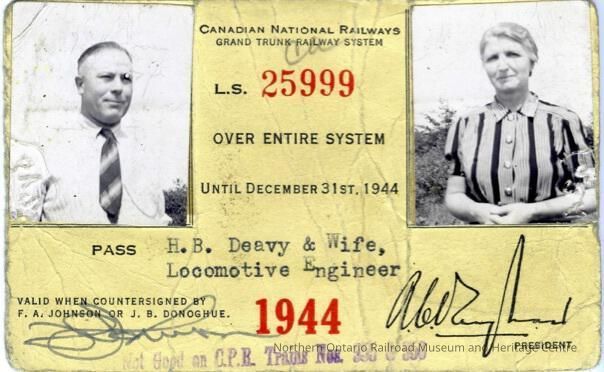 CANADIAN NATIONAL RAILWAYS
GRAND TRUNK RAILWAY SYSTEM
L.S. 25999
OVER ENTIRE SYSTEM
UNTIL DECEMBER 31ST, 1944
PASS H.B. Deavy & Wife,
Locomotive Engineer
VALID WHEN COUNTERSIGNED BY
F. A. JOHNSON OR J. B. DONOGHUE.
1944
PRESIDENT
Not Good on C.P.R. Trains Nos.
Northern Ontario Railroad Museum and Heritage Centre